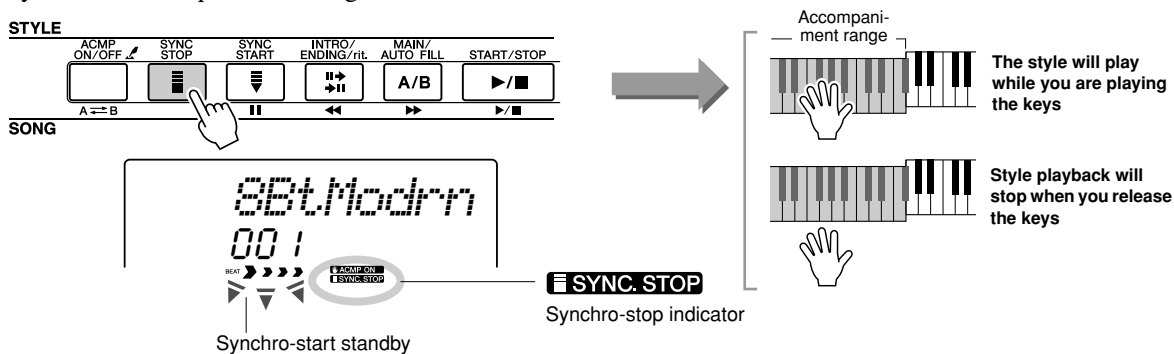 STYLE
ACMP ON/OFF
SYNC STOP
SYNC START
INTRO/ ENDING/rit.
MAIN/ AUTO FILL
START/STOP
A/B
A B
SONG
8Bt.Modrn
001
BEAT
ACMP ON
SYNC. STOP
SYNC. STOP
Synchro-stop indicator
Synchro-start standby
Accompani-
ment range
The style will play
while you are playing
the keys
Style playback will
stop when you release
the keys